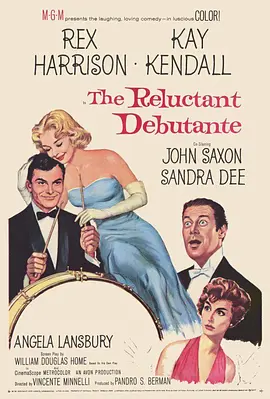 M-G-M presents the laughing, loving comedy—in luscious COLOR!
REX KAY
HARRISON · KENDALL
The Reluctant
Debutante
Co-Starring
JOHN SAXON
SANDRA DEE
ANGELA LANSBURY
Screen Play by
WILLIAM DOUGLAS HOME
CinemaScope METROCOLOR AN AVON PRODUCTION
Directed by VINCENTE MINNELLI Produced by PANDRO S. BERMAN